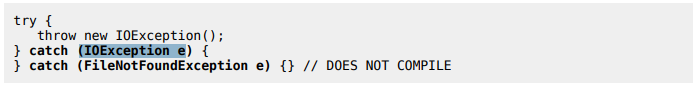 try {
throw new IOException();
} catch (IOException e) {
} catch (FileNotFoundException e) {} // DOES NOT COMPILE